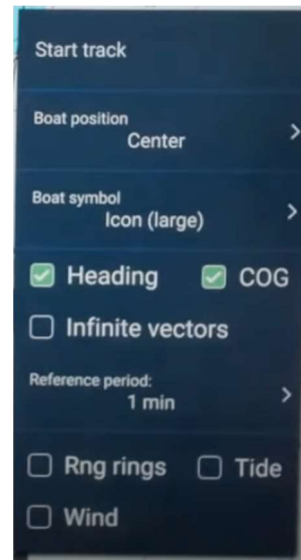 Start track
Boat position
Center
Boat symbol
Icon (large)
Heading COG
Infinite vectors
Reference period:
1 min
Rng rings Tide
Wind